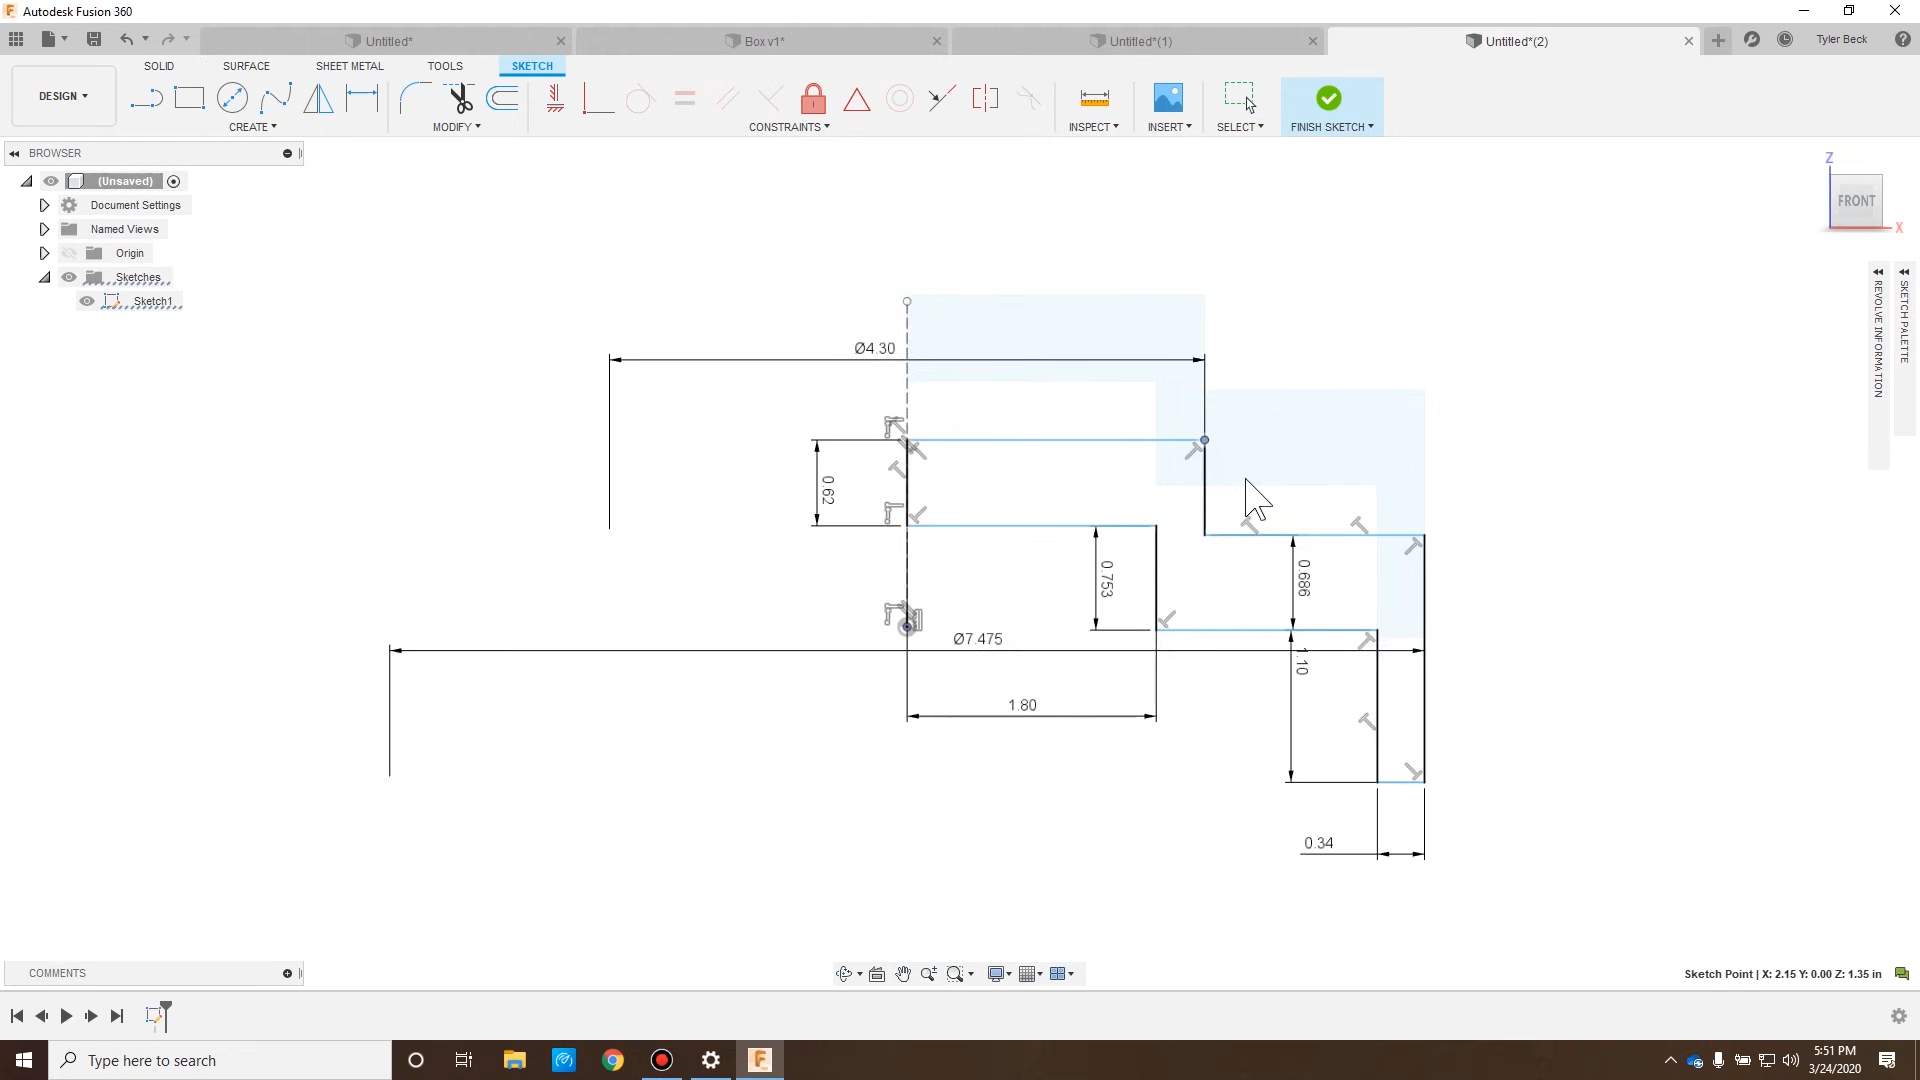 Autodesk Fusion 360
Untitled*
Box v1*
Untitled*(1)
Untitled*(2)
Tyler Beck
SOLID
SURFACE
SHEET METAL
TOOLS
SKETCH
DESIGN
CREATE
MODIFY
CONSTRAINTS
INSPECT
INSERT
SELECT
FINISH SKETCH
BROWSER
(Unsaved)
Document Settings
Named Views
Origin
Sketches
Sketch1
Z
FRONT
X
SKETCH PALETTE
REVOLVE INFORMATION
Ø4.30
0.62
0.753
0.686
Ø7.475
1.10
1.80
0.34
COMMENTS
Sketch Point | X: 2.15 Y: 0.00 Z: 1.35 in
Type here to search
5:51 PM
3/24/2020